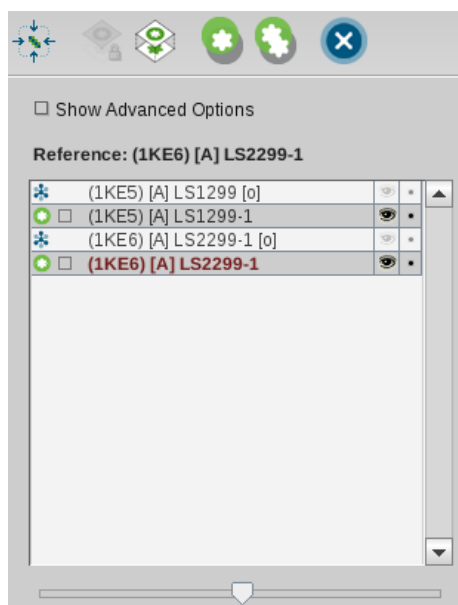 Show Advanced Options
Reference: (1KE6) [A] LS2299-1
(1KE5) [A] LS1299 [o]
(1KE5) [A] LS1299-1
(1KE6) [A] LS2299-1 [o]
(1KE6) [A] LS2299-1